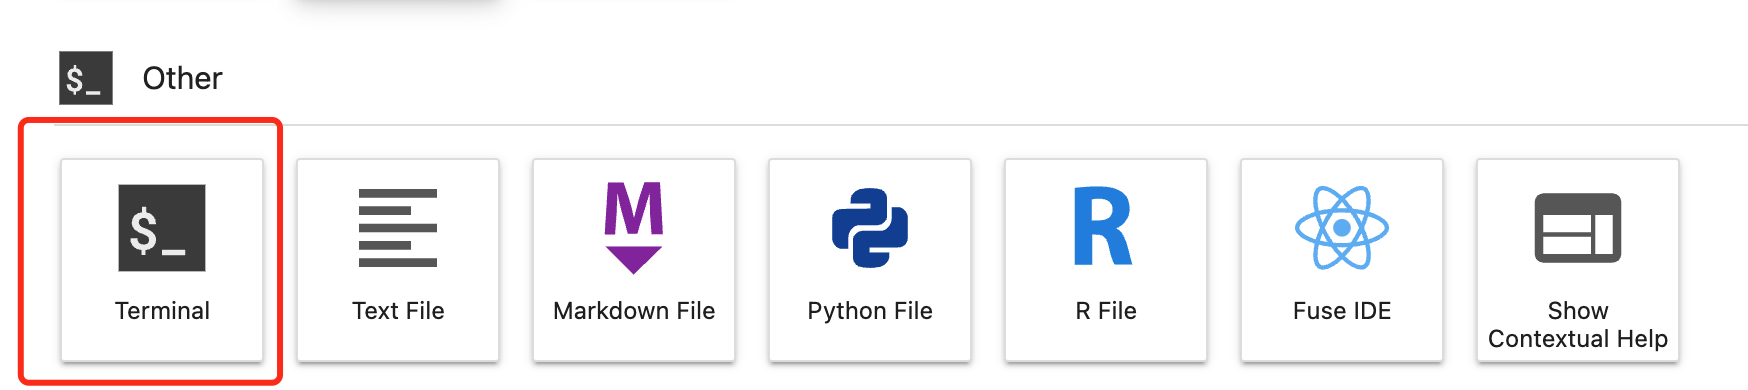 $_ Other
$_
M
R
Terminal
Text File
Markdown File
Python File
R File
Fuse IDE
Show
Contextual Help